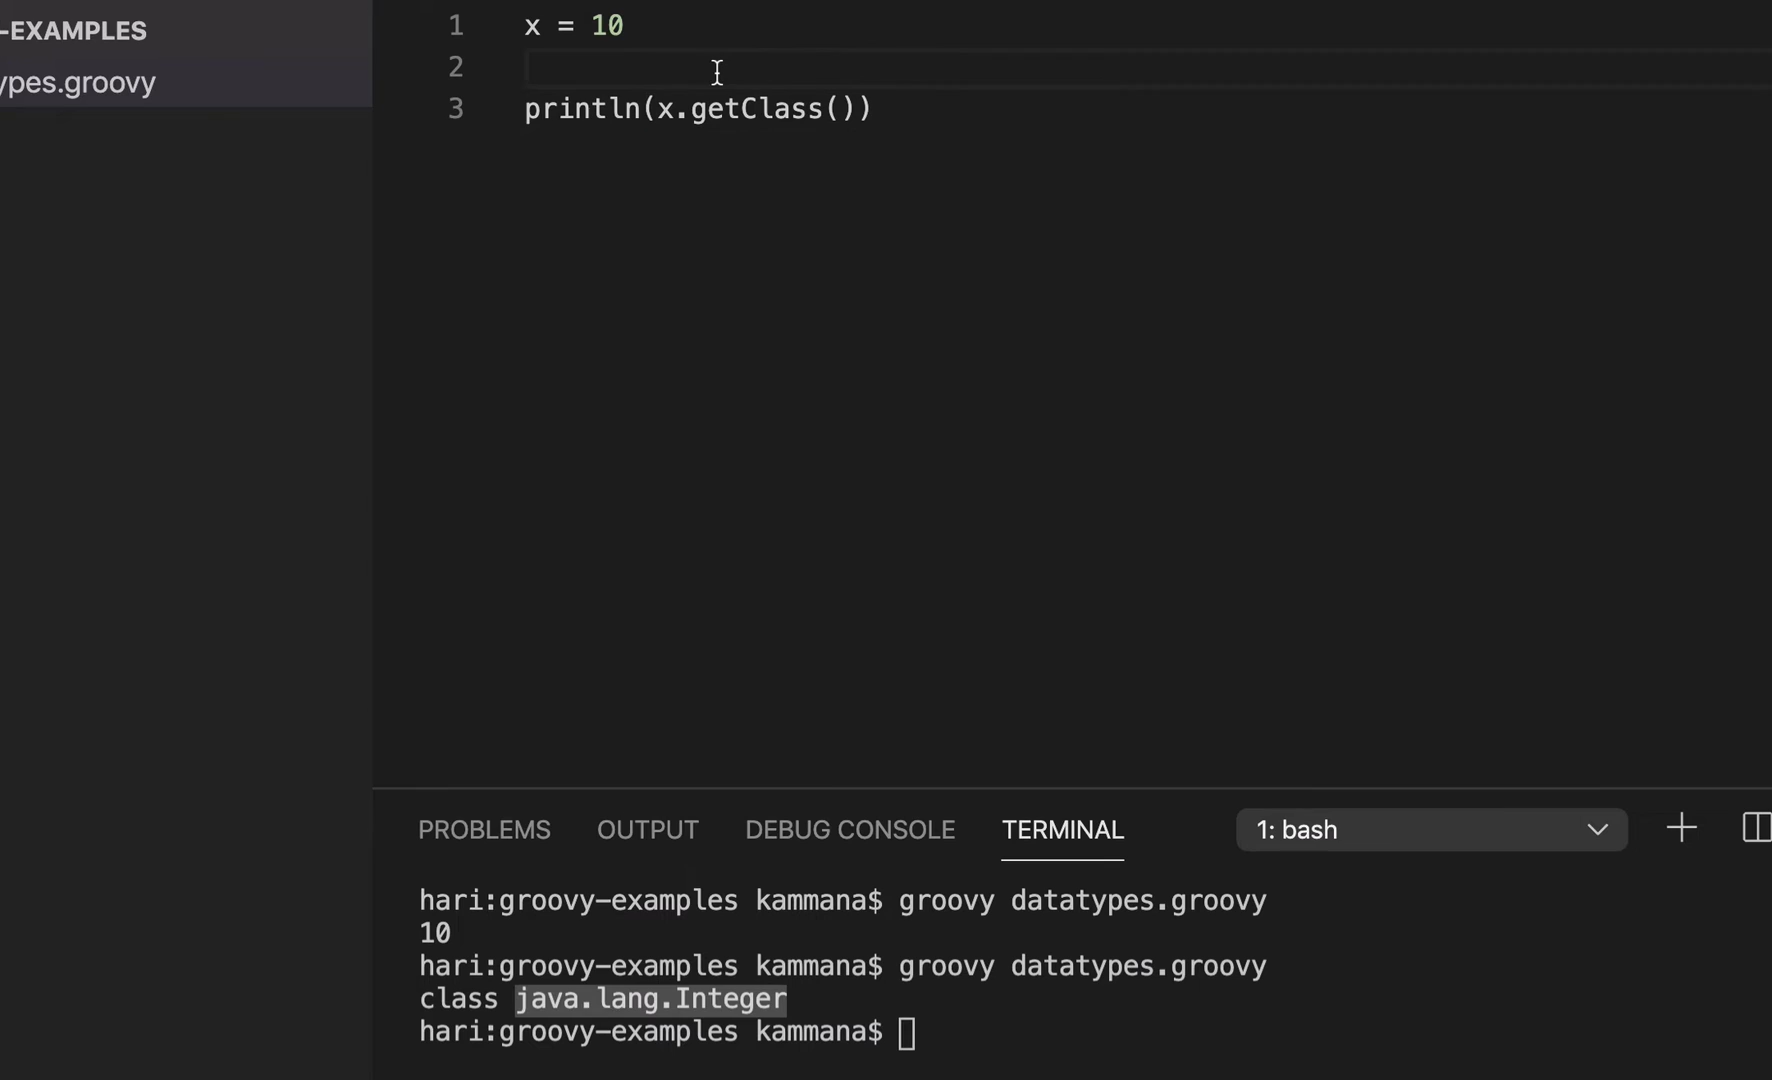 -EXAMPLES
ypes.groovy
1 x = 10
2
3 println(x.getClass())
PROBLEMS OUTPUT DEBUG CONSOLE TERMINAL 1: bash
hari:groovy-examples kammana$ groovy datatypes.groovy
10
hari:groovy-examples kammana$ groovy datatypes.groovy
class java.lang.Integer
hari:groovy-examples kammana$